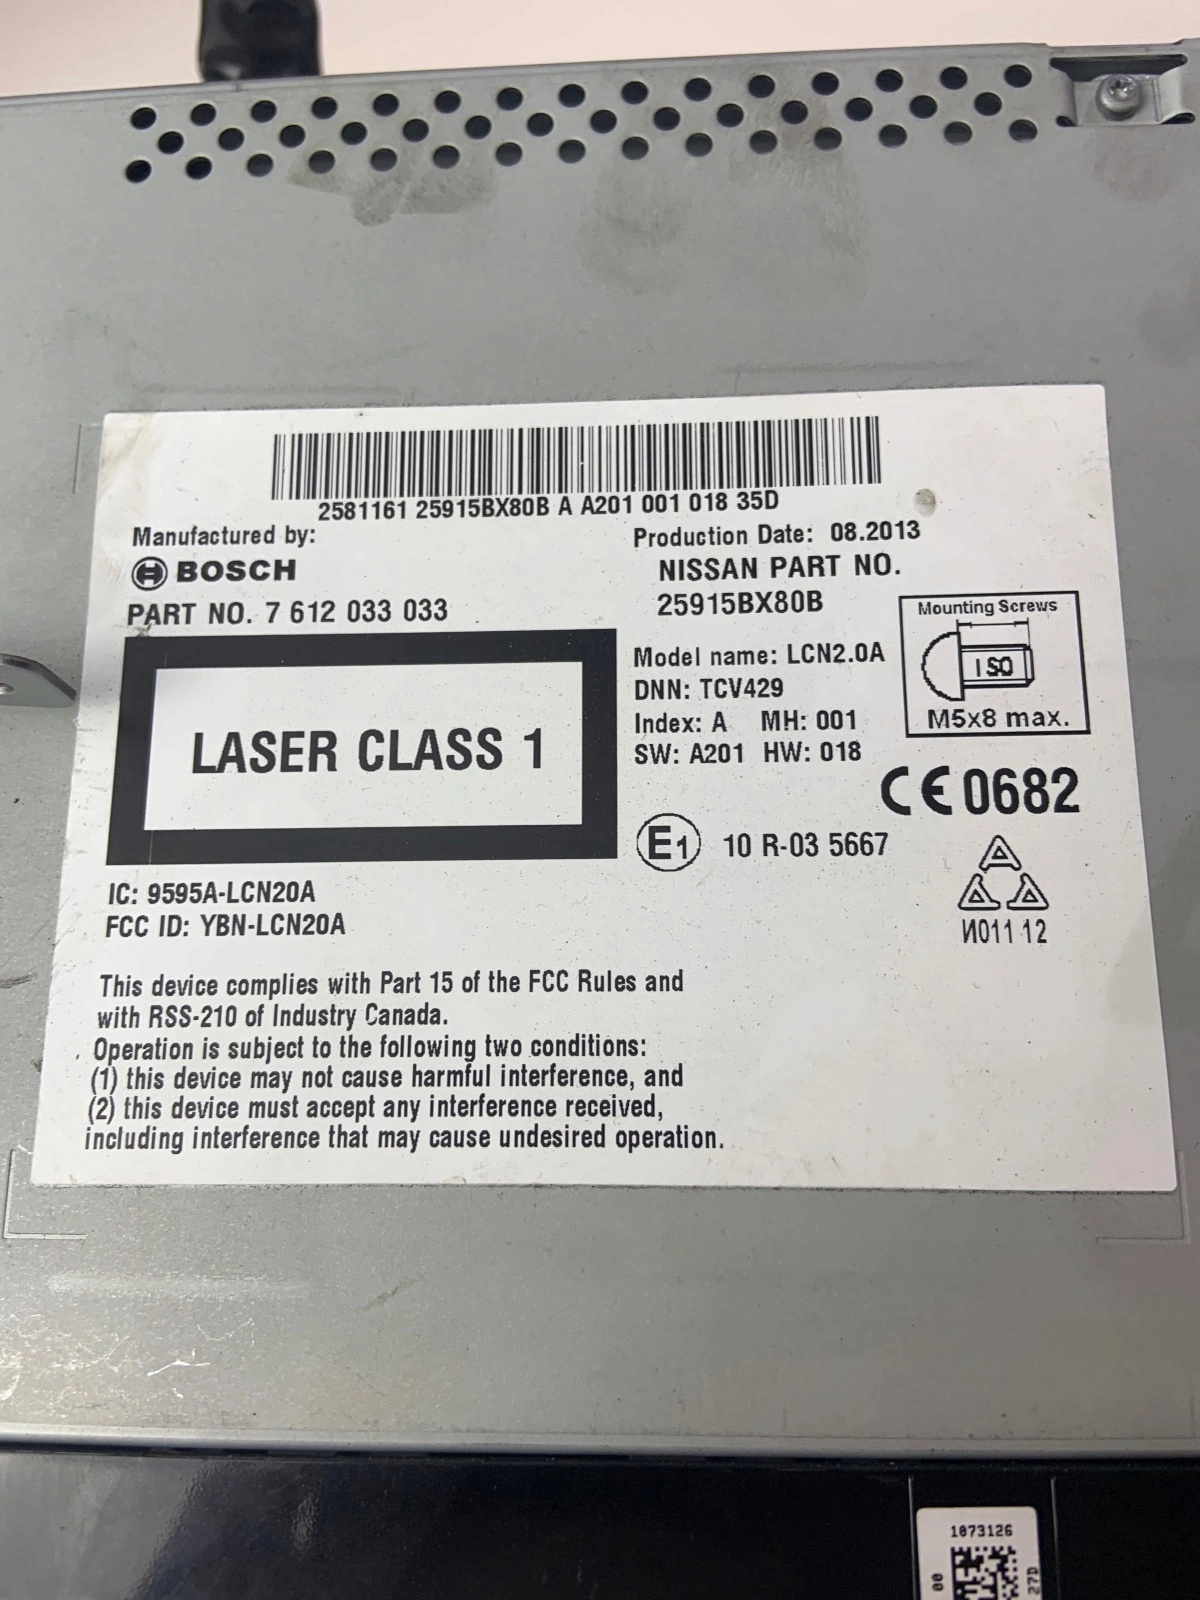 2581161 25915BX80B A A201 001 018 35D
Manufactured by:
BOSCH
PART NO. 7 612 033 033
Production Date: 08.2013
NISSAN PART NO.
25915BX80B
Mounting Screws
ISO
M5x8 max.
LASER CLASS 1
Model name: LCN2.0A
DNN: TCV429
Index: A MH: 001
SW: A201 HW: 018
CE0682
E1 10 R-03 5667
И011 12
IC: 9595A-LCN20A
FCC ID: YBN-LCN20A
This device complies with Part 15 of the FCC Rules and
with RSS-210 of Industry Canada.
Operation is subject to the following two conditions:
(1) this device may not cause harmful interference, and
(2) this device must accept any interference received,
including interference that may cause undesired operation.
1073126
00
27D